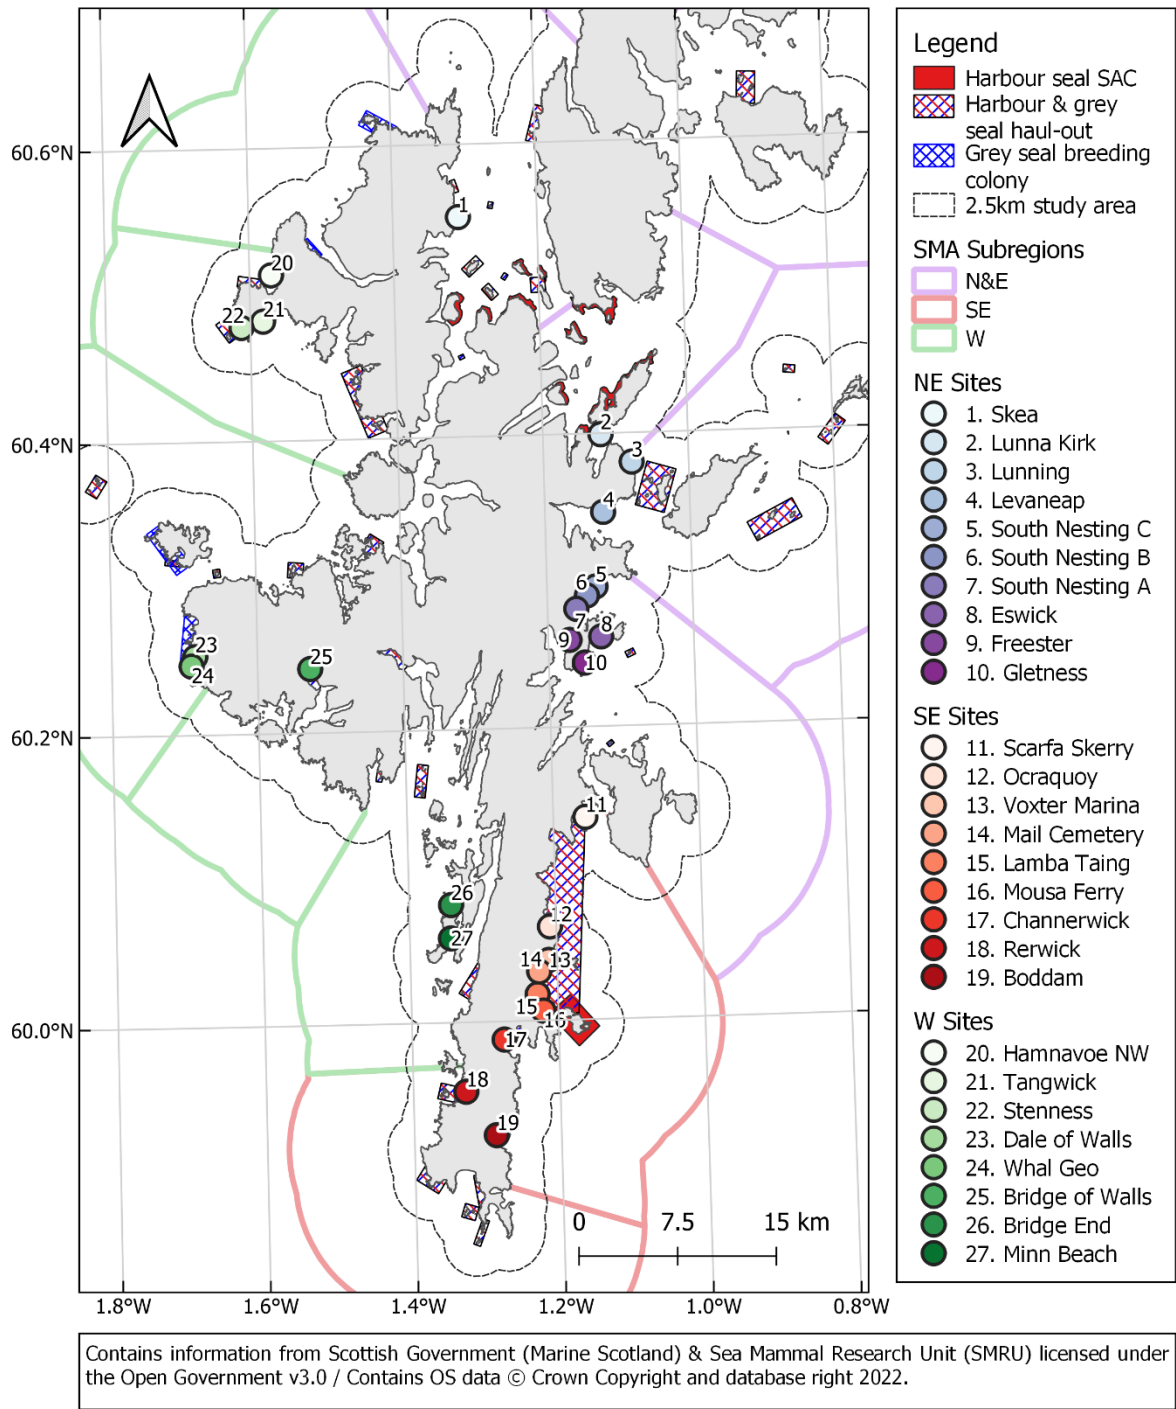 60.6°N
60.4°N
60.2°N
60.0°N
1.8°W
1.6°W
1.4°W
1.2°W
1.0°W
0.8°W
1
20
21
22
2
3
4
5
6
7
8
9
10
23
24
25
11
26
27
12
13
14
15
16
17
18
19
0 7.5 15 km
Legend
Harbour seal SAC
Harbour & grey
seal haul-out
Grey seal breeding
colony
2.5km study area
SMA Subregions
N&E
SE
W
NE Sites
1. Skea
2. Lunna Kirk
3. Lunning
4. Levaneap
5. South Nesting C
6. South Nesting B
7. South Nesting A
8. Eswick
9. Freester
10. Gletness
SE Sites
11. Scarfa Skerry
12. Ocraquoy
13. Voxter Marina
14. Mail Cemetery
15. Lamba Taing
16. Mousa Ferry
17. Channerwick
18. Rerwick
19. Boddam
W Sites
20. Hamnavoe NW
21. Tangwick
22. Stenness
23. Dale of Walls
24. Whal Geo
25. Bridge of Walls
26. Bridge End
27. Minn Beach
Contains information from Scottish Government (Marine Scotland) & Sea Mammal Research Unit (SMRU) licensed under
the Open Government v3.0 / Contains OS data © Crown Copyright and database right 2022.